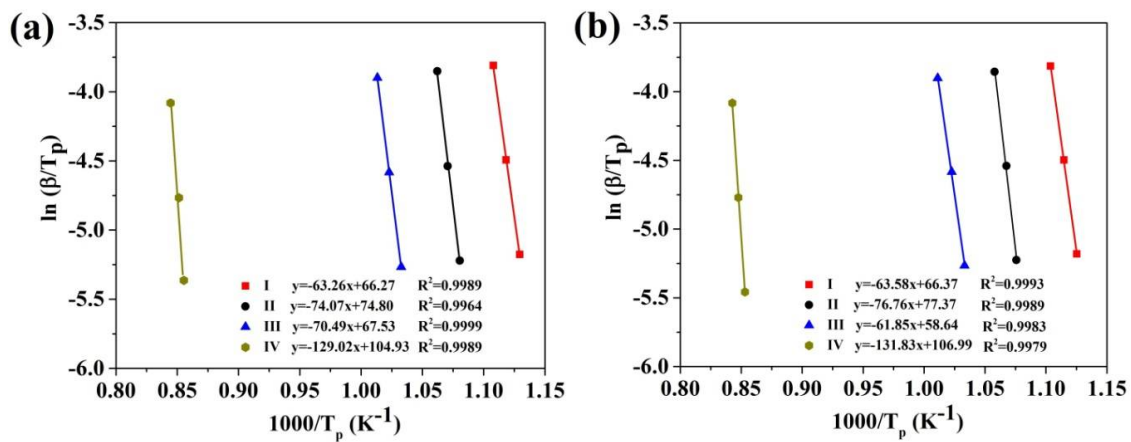 (a)
ln (β/Tp)
-3.5
-4.0
-4.5
-5.0
-5.5
-6.0
I y=-63.26x+66.27 R²=0.9989
II y=-74.07x+74.80 R²=0.9964
III y=-70.49x+67.53 R²=0.9999
IV y=-129.02x+104.93 R²=0.9989
0.80 0.85 0.90 0.95 1.00 1.05 1.10 1.15
1000/Tp (K⁻¹)
(b)
ln (β/Tp)
-3.5
-4.0
-4.5
-5.0
-5.5
-6.0
I y=-63.58x+66.37 R²=0.9993
II y=-76.76x+77.37 R²=0.9989
III y=-61.85x+58.64 R²=0.9983
IV y=-131.83x+106.99 R²=0.9979
0.80 0.85 0.90 0.95 1.00 1.05 1.10 1.15
1000/Tp (K⁻¹)